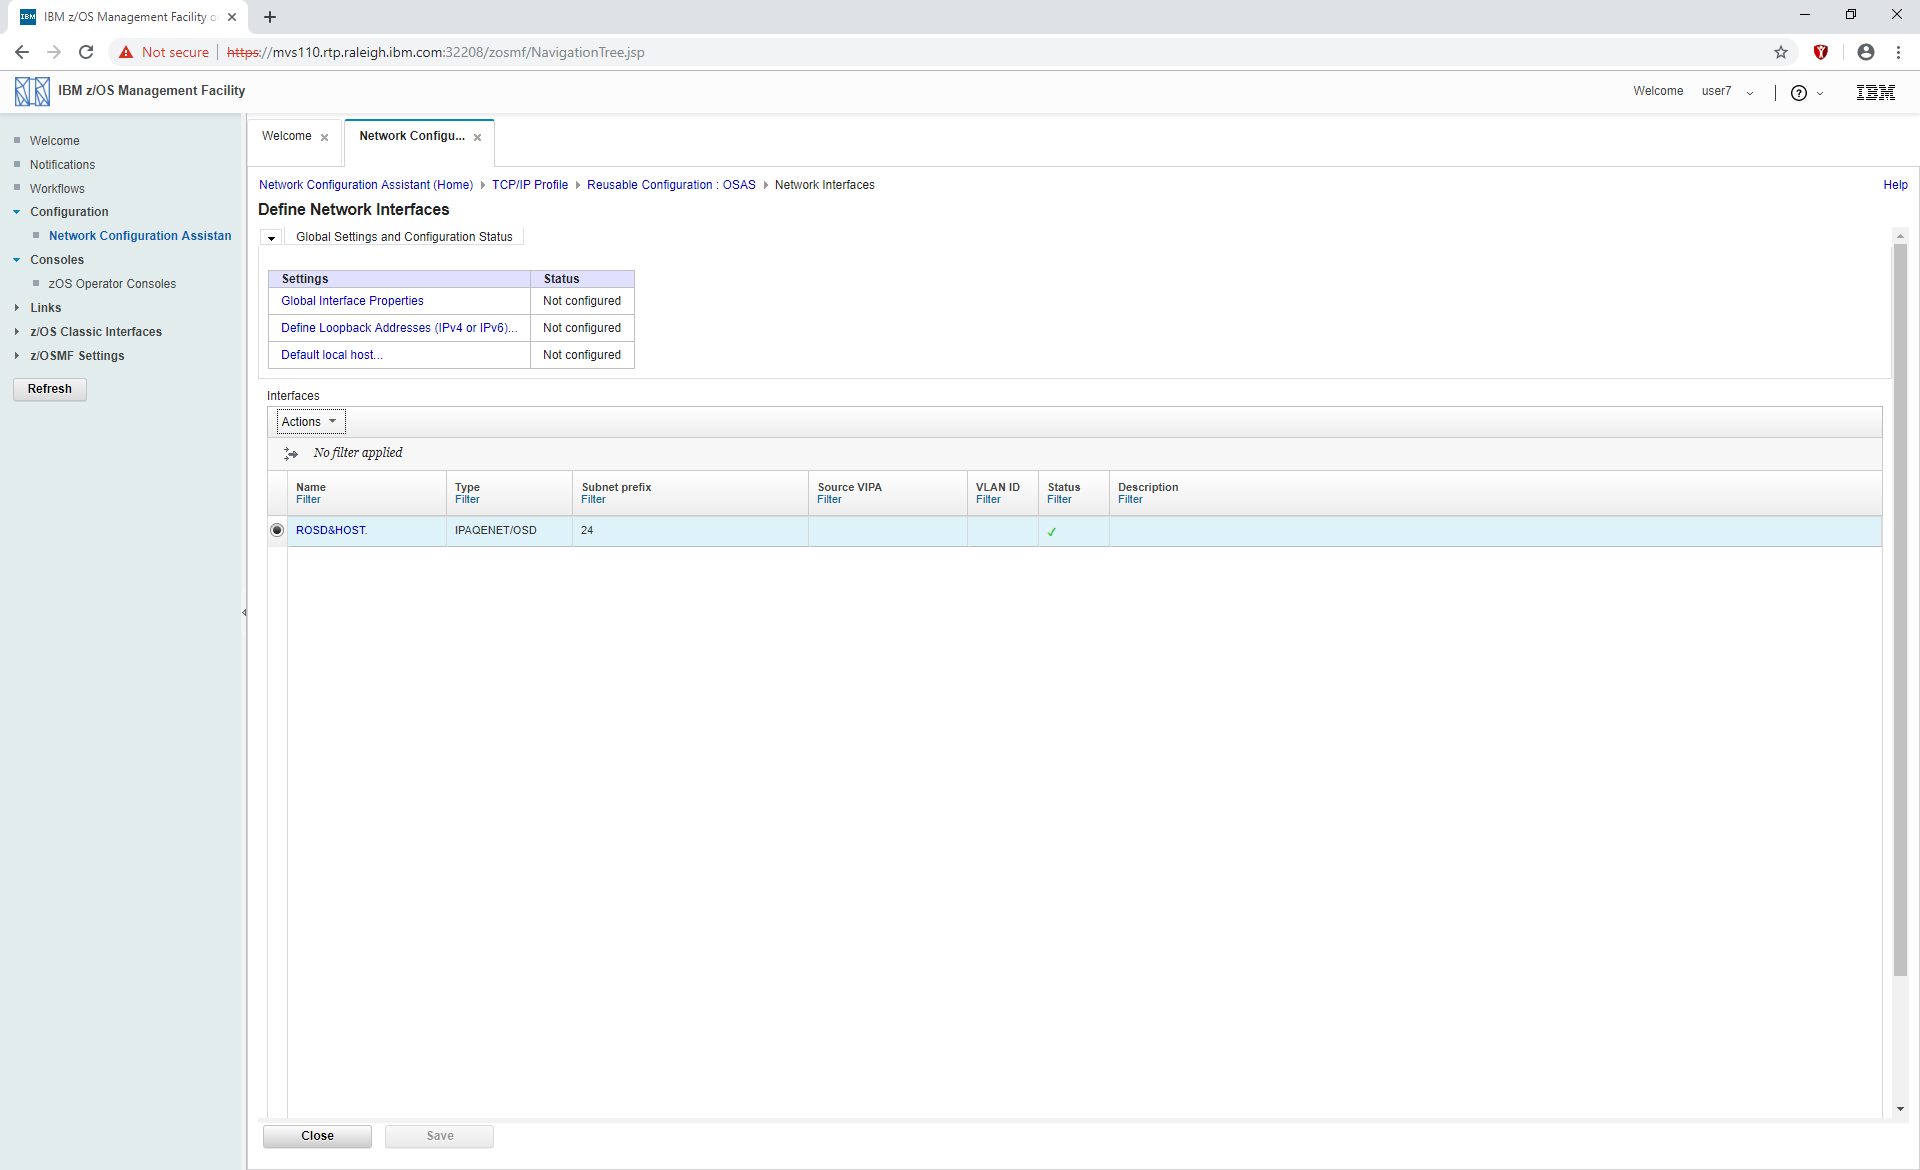 IBM IBM z/OS Management Facility o
Not secure https://mvs110.rtp.raleigh.ibm.com:32208/zosmf/NavigationTree.jsp
IBM z/OS Management Facility
Welcome user7
IBM
Welcome
Notifications
Workflows
Configuration
Network Configuration Assistan
Consoles
zOS Operator Consoles
Links
z/OS Classic Interfaces
z/OSMF Settings
Refresh
Welcome Network Configu...
Network Configuration Assistant (Home) TCP/IP Profile Reusable Configuration : OSAS Network Interfaces
Help
Define Network Interfaces
Global Settings and Configuration Status
Settings Status
Global Interface Properties Not configured
Define Loopback Addresses (IPv4 or IPv6)... Not configured
Default local host... Not configured
Interfaces
Actions
No filter applied
Name Type Subnet prefix Source VIPA VLAN ID Status Description
Filter Filter Filter Filter Filter Filter Filter
ROSD&HOST. IPAQENET/OSD 24
Close Save